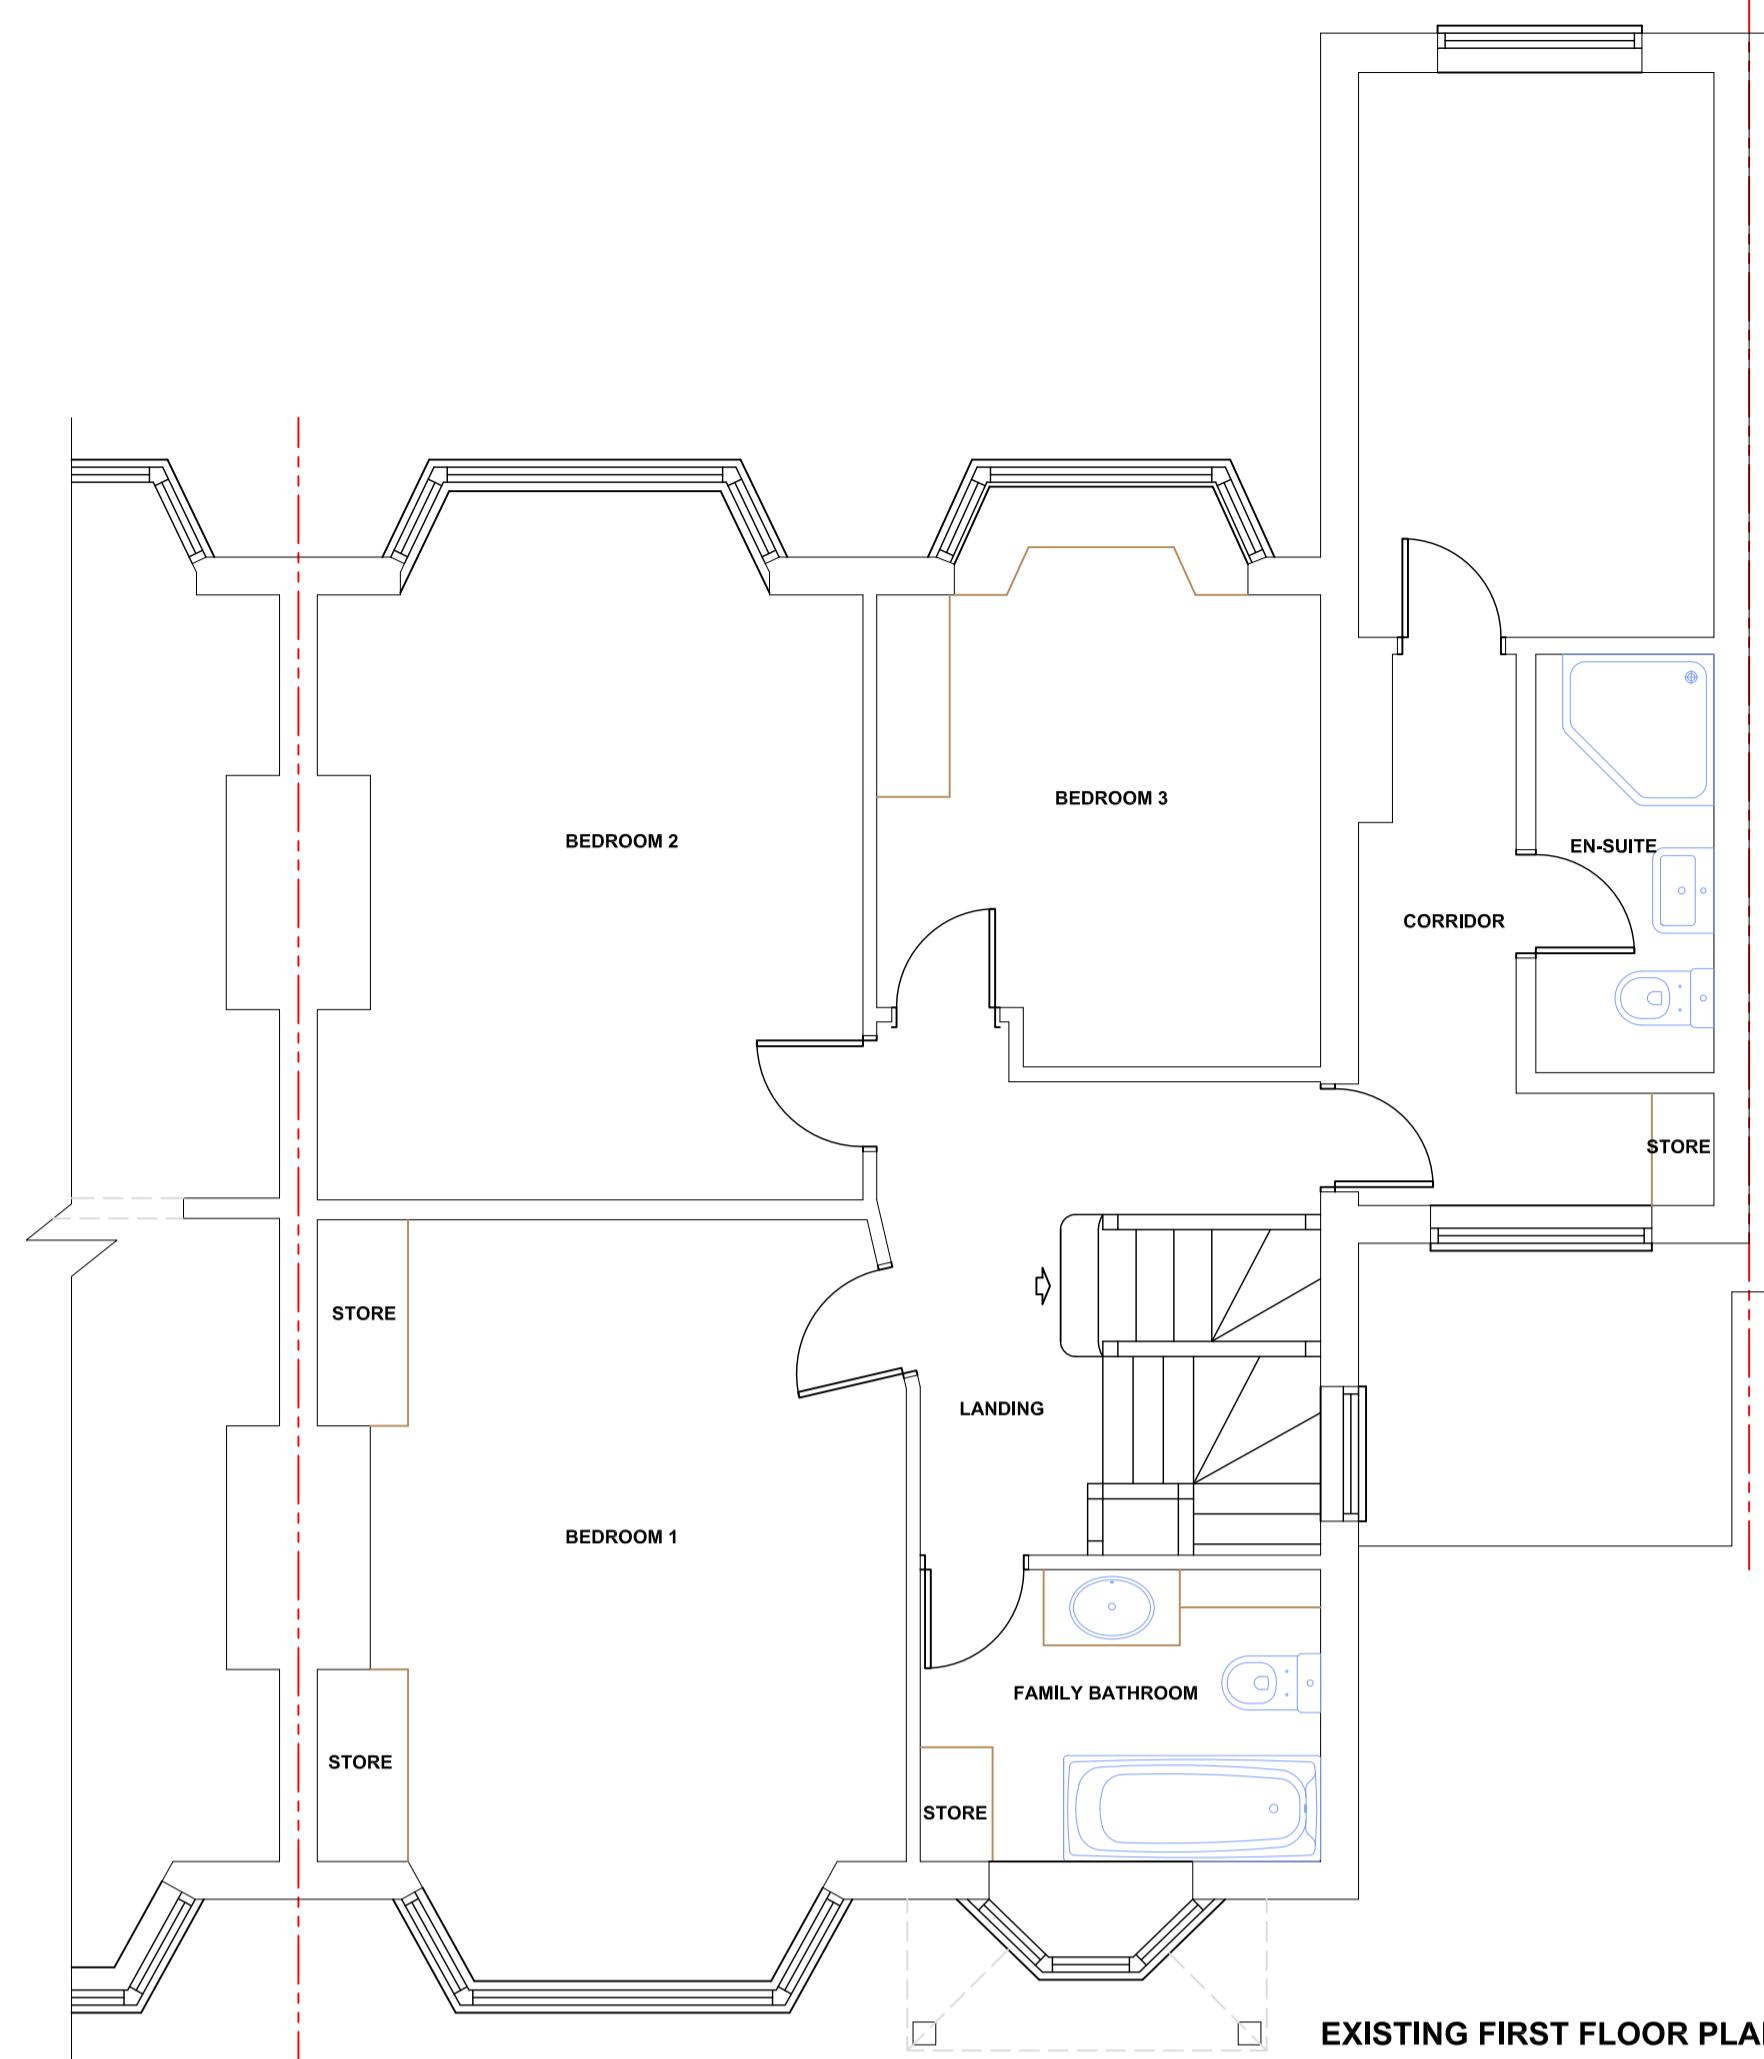 BEDROOM 3
BEDROOM 2
EN-SUITE
CORRIDOR
STORE
STORE
LANDING
BEDROOM 1
FAMILY BATHROOM
STORE
STORE
EXISTING FIRST FLOOR PLA